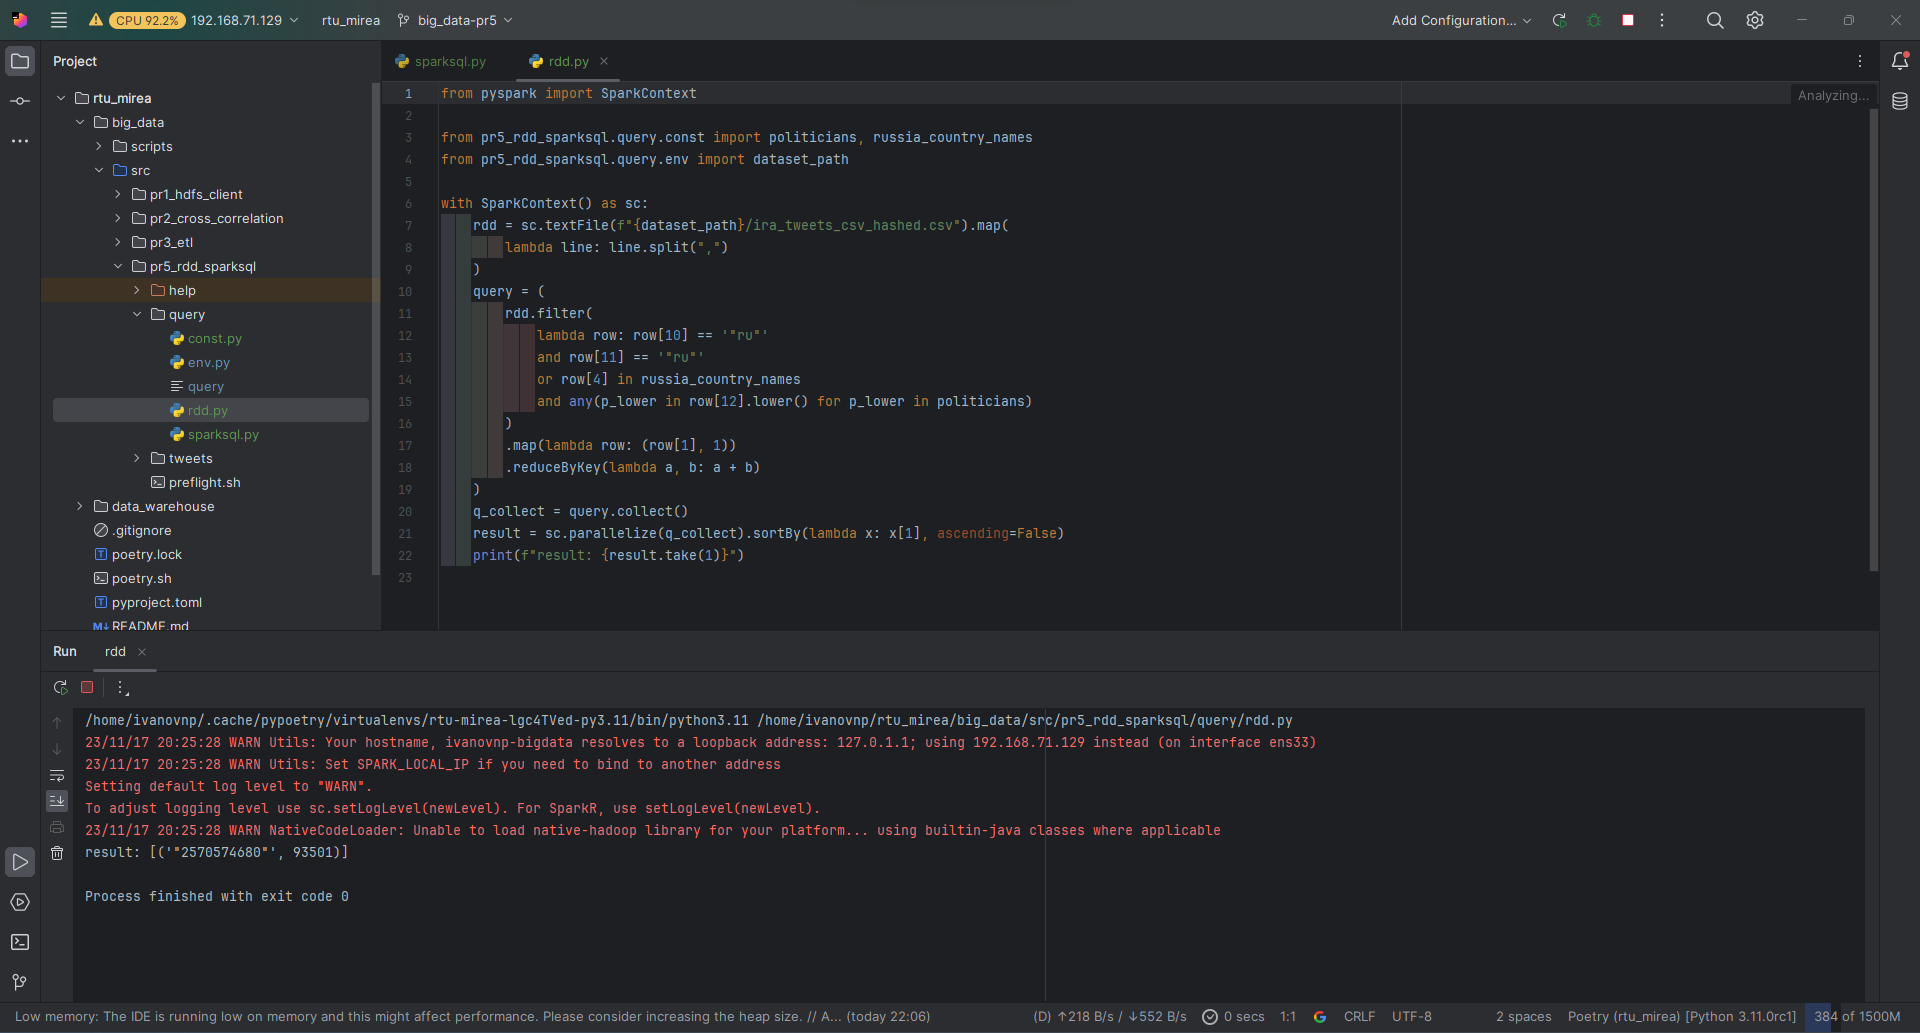 CPU 92.2% 192.168.71.129 rtu_mirea big_data-pr5 Add Configuration...
Project
rtu_mirea
big_data
scripts
src
pr1_hdfs_client
pr2_cross_correlation
pr3_etl
pr5_rdd_sparksql
help
query
const.py
env.py
query
rdd.py
sparksql.py
tweets
preflight.sh
data_warehouse
.gitignore
poetry.lock
poetry.sh
pyproject.toml
README.md
sparksql.py rdd.py
Analyzing...
1 from pyspark import SparkContext
2
3 from pr5_rdd_sparksql.query.const import politicians, russia_country_names
4 from pr5_rdd_sparksql.query.env import dataset_path
5
6 with SparkContext() as sc:
7     rdd = sc.textFile(f"{dataset_path}/ira_tweets_csv_hashed.csv").map(
8         lambda line: line.split(",")
9     )
10     query = (
11         rdd.filter(
12             lambda row: row[10] == '"ru"'
13             and row[11] == '"ru"'
14             or row[4] in russia_country_names
15             and any(p_lower in row[12].lower() for p_lower in politicians)
16         )
17         .map(lambda row: (row[1], 1))
18         .reduceByKey(lambda a, b: a + b)
19     )
20     q_collect = query.collect()
21     result = sc.parallelize(q_collect).sortBy(lambda x: x[1], ascending=False)
22     print(f"result: {result.take(1)}")
23
Run rdd
/home/ivanovnp/.cache/pypoetry/virtualenvs/rtu-mirea-lgc4TVed-py3.11/bin/python3.11 /home/ivanovnp/rtu_mirea/big_data/src/pr5_rdd_sparksql/query/rdd.py
23/11/17 20:25:28 WARN Utils: Your hostname, ivanovnp-bigdata resolves to a loopback address: 127.0.1.1; using 192.168.71.129 instead (on interface ens33)
23/11/17 20:25:28 WARN Utils: Set SPARK_LOCAL_IP if you need to bind to another address
Setting default log level to "WARN".
To adjust logging level use sc.setLogLevel(newLevel). For SparkR, use setLogLevel(newLevel).
23/11/17 20:25:28 WARN NativeCodeLoader: Unable to load native-hadoop library for your platform... using builtin-java classes where applicable
result: [('"2570574680"', 93501)]
Process finished with exit code 0
Low memory: The IDE is running low on memory and this might affect performance. Please consider increasing the heap size. // A... (today 22:06) (D) ↑218 B/s / ↓552 B/s 0 secs 1:1 G CRLF UTF-8 2 spaces Poetry (rtu_mirea) [Python 3.11.0rc1] 384 of 1500M